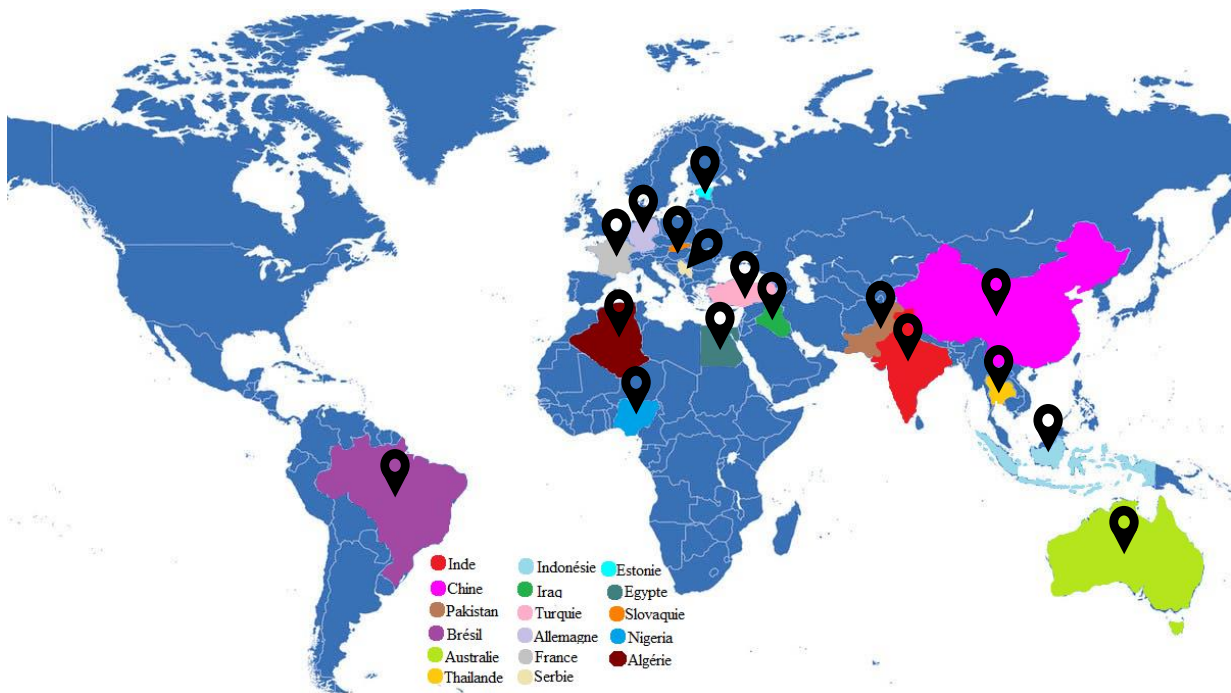 Inde
Chine
Pakistan
Brésil
Australie
Thailande
Indonésie
Iraq
Turquie
Allemagne
France
Serbie
Estonie
Egypte
Slovaquie
Nigeria
Algérie